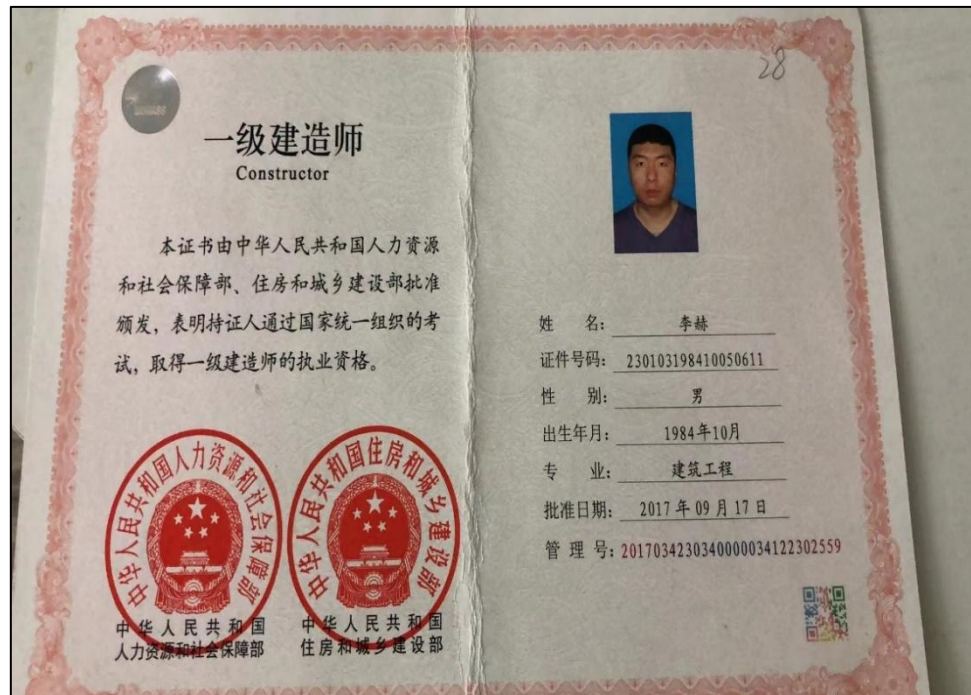 28
一级建造师
Constructor
本证书由中华人民共和国人力资源
和社会保障部、住房和城乡建设部批准
颁发，表明持证人通过国家统一组织的考
试，取得一级建造师的执业资格。
中华人民共和国人力资源和社会保障部
中华人民共和国住房和城乡建设部
中华人民共和国
人力资源和社会保障部
中华人民共和国
住房和城乡建设部
姓 名： 李赫
证件号码： 230103198410050611
性 别： 男
出生年月： 1984年10月
专 业： 建筑工程
批准日期： 2017 年 09 月 17 日
管 理 号：2017034230340000034122302559